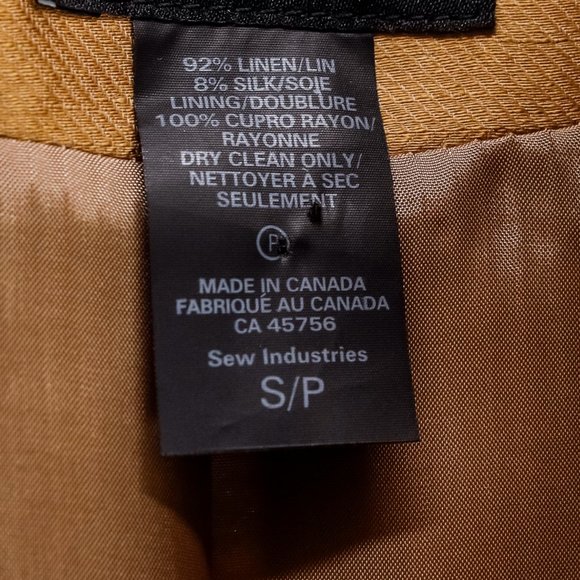 92% LINEN/LIN
8% SILK/SOIE
LINING/DOUBLURE
100% CUPRO RAYON/
RAYONNE
DRY CLEAN ONLY/
NETTOYER À SEC
SEULEMENT
P
MADE IN CANADA
FABRIQUÉ AU CANADA
CA 45756
Sew Industries
S/P